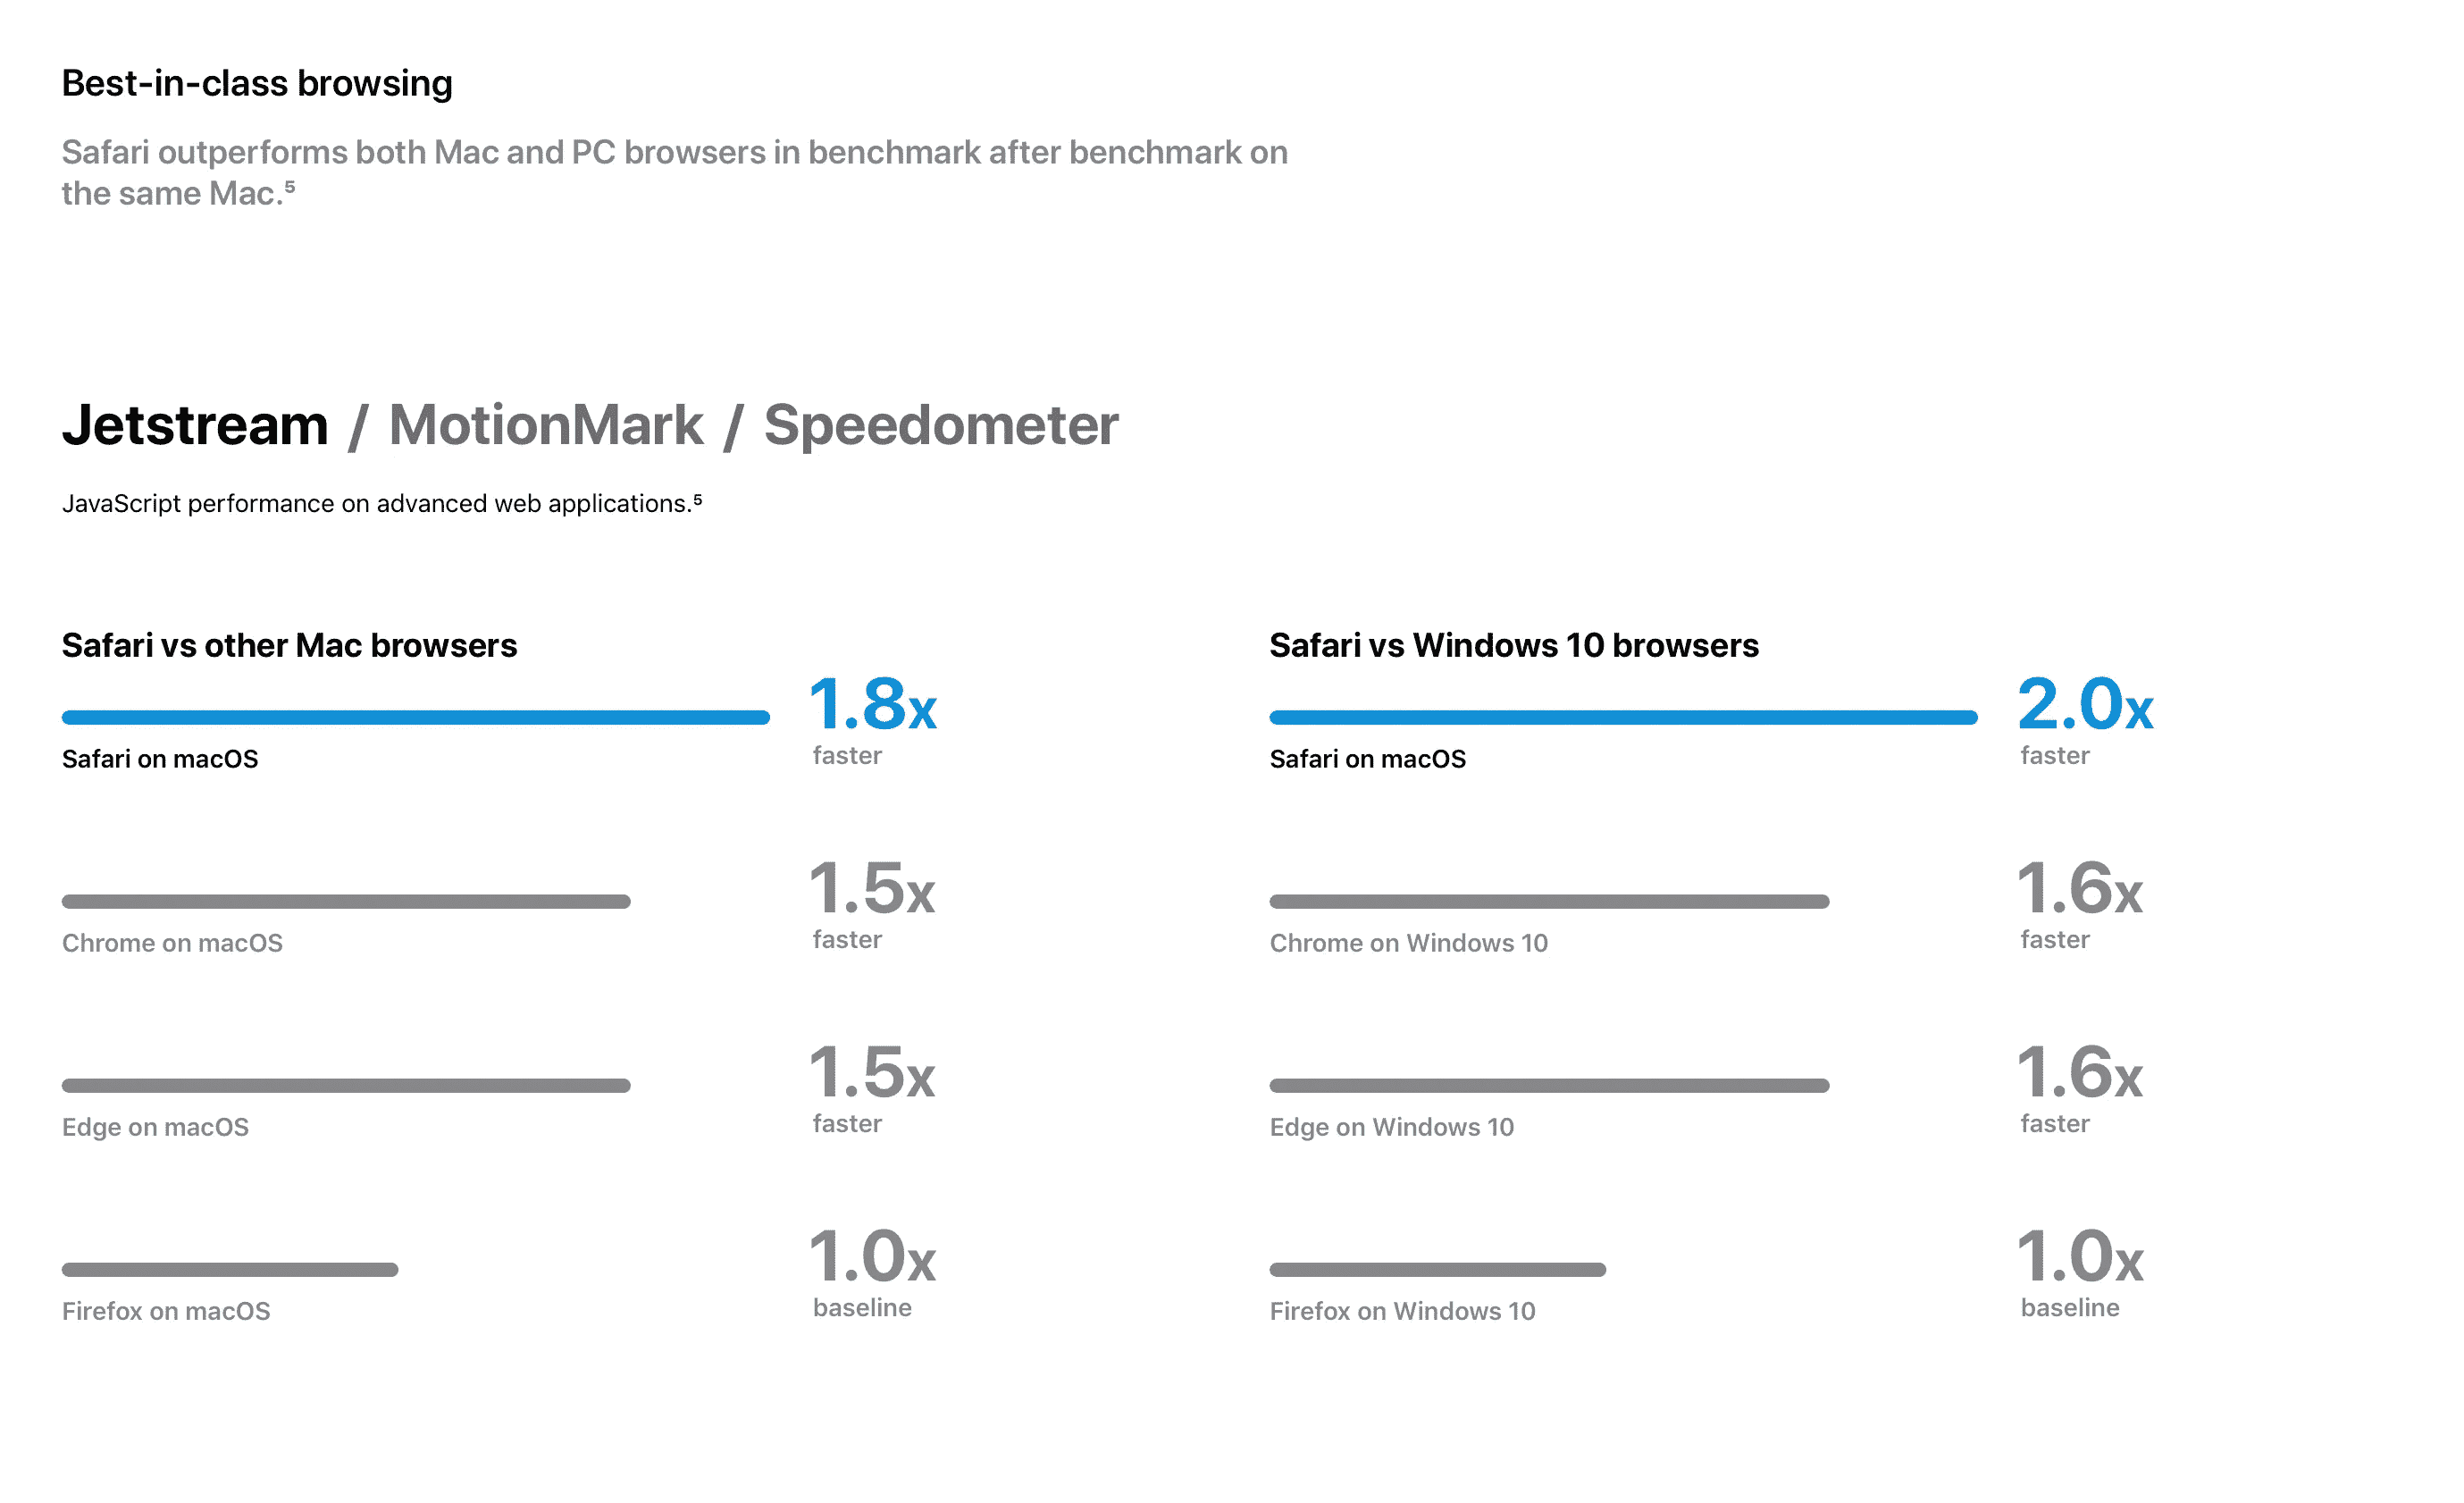 Best-in-class browsing
Safari outperforms both Mac and PC browsers in benchmark after benchmark on
the same Mac.⁵
Jetstream / MotionMark / Speedometer
JavaScript performance on advanced web applications.⁵
Safari vs other Mac browsers
1.8x
faster
Safari on macOS
1.5x
faster
Chrome on macOS
1.5x
faster
Edge on macOS
1.0x
baseline
Firefox on macOS
Safari vs Windows 10 browsers
2.0x
faster
Safari on macOS
1.6x
faster
Chrome on Windows 10
1.6x
faster
Edge on Windows 10
1.0x
baseline
Firefox on Windows 10